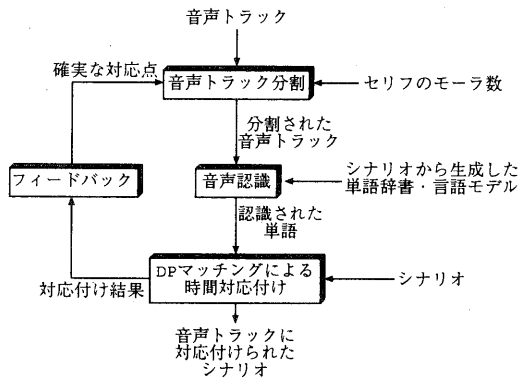 音声トラック
確実な対応点
音声トラック分割
セリフのモーラ数
分割された
音声トラック
フィードバック
音声認識
シナリオから生成した
単語辞書・言語モデル
認識された
単語
対応付け結果
DPマッチングによる
時間対応付け
シナリオ
音声トラックに
対応付けられた
シナリオ